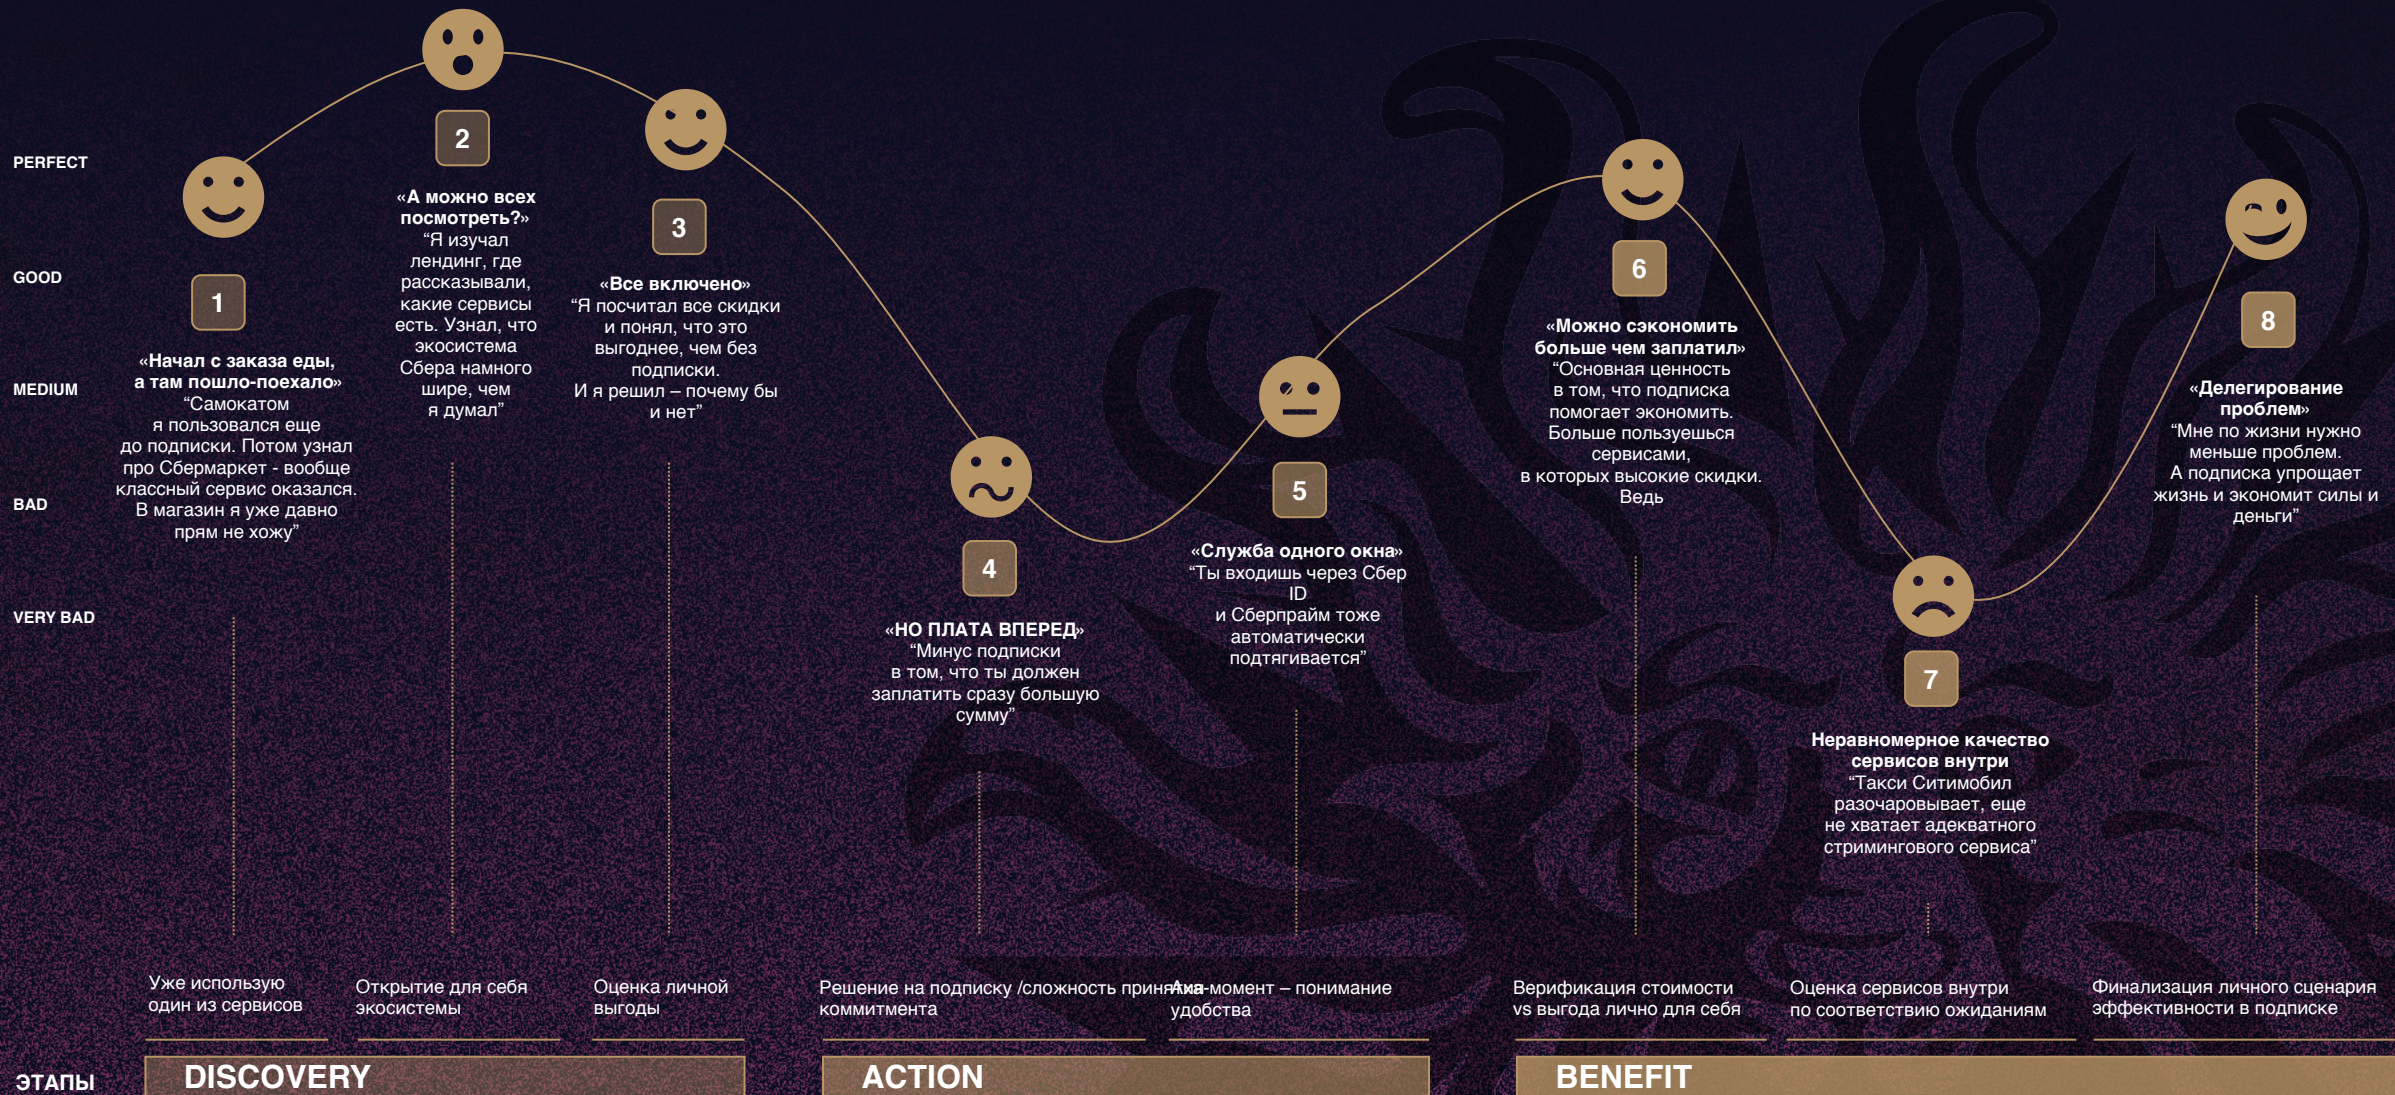 PERFECT
GOOD
MEDIUM
BAD
VERY BAD
1
«Начал с заказа еды,
а там пошло-поехало»
“Самокатом
я пользовался еще
до подписки. Потом узнал
про Сбермаркет - вообще
классный сервис оказался.
В магазин я уже давно
прям не хожу”
2
«А можно всех
посмотреть?»
“Я изучал
лендинг, где
рассказывали,
какие сервисы
есть. Узнал, что
экосистема
Сбера намного
шире, чем
я думал”
3
«Все включено»
“Я посчитал все скидки
и понял, что это
выгоднее, чем без
подписки.
И я решил – почему бы
и нет”
4
«НО ПЛАТА ВПЕРЕД»
“Минус подписки
в том, что ты должен
заплатить сразу большую
сумму”
5
«Служба одного окна»
“Ты входишь через Сбер
ID
и Сберпрайм тоже
автоматически
подтягивается”
6
«Можно сэкономить
больше чем заплатил»
“Основная ценность
в том, что подписка
помогает экономить.
Больше пользуешься
сервисами,
в которых высокие скидки.
Ведь
7
Неравномерное качество
сервисов внутри
“Такси Ситимобил
разочаровывает, еще
не хватает адекватного
стримингового сервиса”
8
«Делегирование
проблем»
“Мне по жизни нужно
меньше проблем.
А подписка упрощает
жизнь и экономит силы и
деньги”
Уже использую
один из сервисов
Открытие для себя
экосистемы
Оценка личной
выгоды
Решение на подписку /сложность принятия
коммитмента
Аха-момент – понимание
удобства
Верификация стоимости
vs выгода лично для себя
Оценка сервисов внутри
по соответствию ожиданиям
Финализация личного сценария
эффективности в подписке
ЭТАПЫ
DISCOVERY
ACTION
BENEFIT